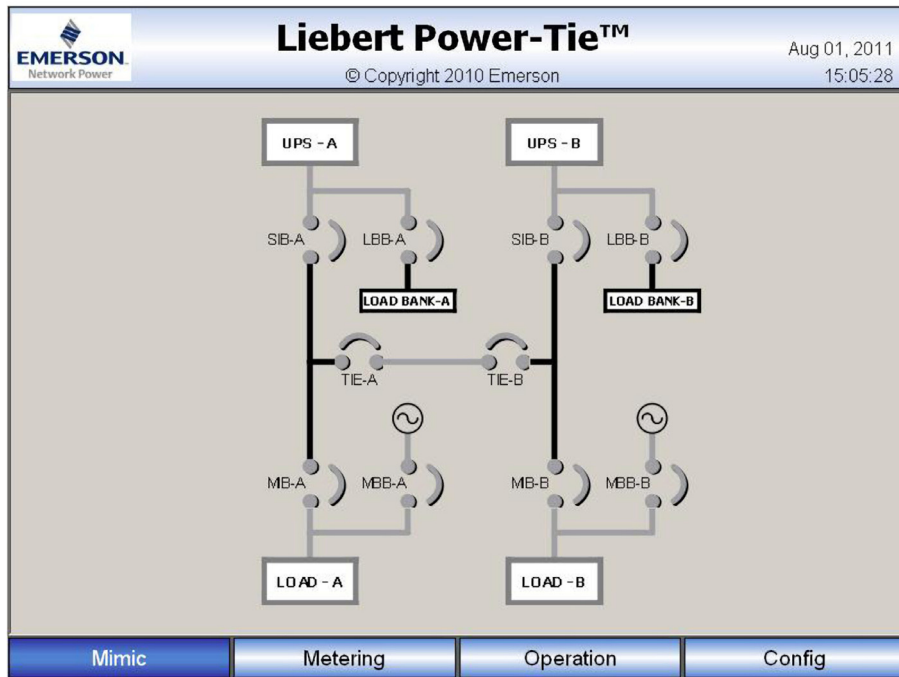 EMERSON.
Network Power
Liebert Power-Tie™
© Copyright 2010 Emerson
Aug 01, 2011
15:05:28
UPS - A
UPS - B
SIB-A
LBB-A
SIB-B
LBB-B
LOAD BANK-A
LOAD BANK-B
TIE-A
TIE-B
MIB-A
MBB-A
MIB-B
MBB-B
LOAD - A
LOAD - B
Mimic
Metering
Operation
Config